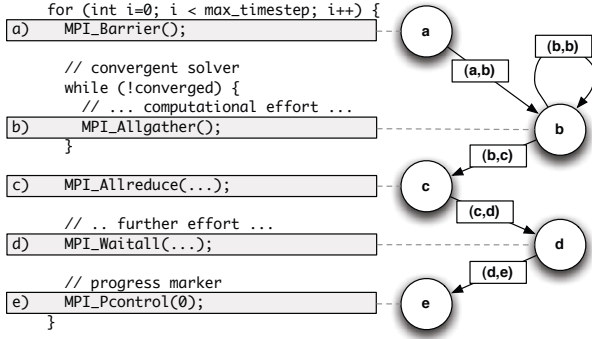 for (int i=0; i < max_timestep; i++) {
a) MPI_Barrier();
a
(b,b)
(a,b)
// convergent solver
while (!converged) {
// ... computational effort ...
b) MPI_Allgather();
b
}
(b,c)
c) MPI_Allreduce(...);
c
(c,d)
// .. further effort ...
d) MPI_Waitall(...);
d
(d,e)
// progress marker
e) MPI_Pcontrol(0);
e
}